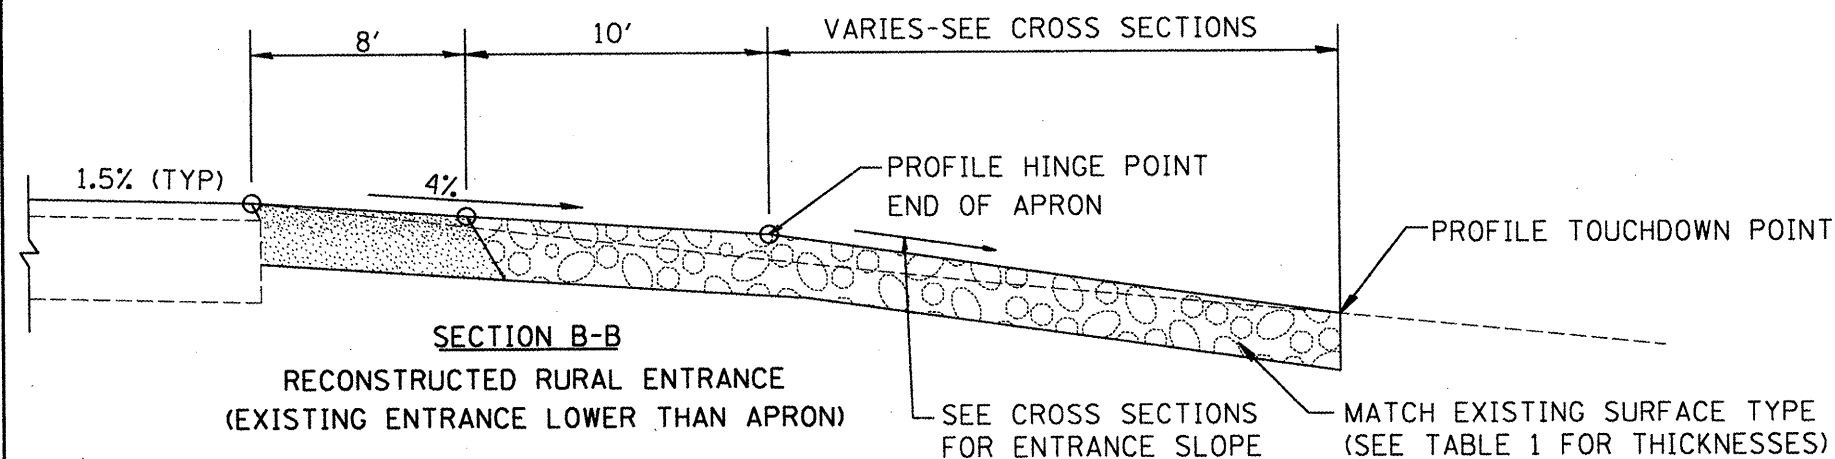 8′
10′
VARIES-SEE CROSS SECTIONS
1.5% (TYP)
4%
PROFILE HINGE POINT
END OF APRON
PROFILE TOUCHDOWN POINT
SECTION B-B
RECONSTRUCTED RURAL ENTRANCE
(EXISTING ENTRANCE LOWER THAN APRON)
SEE CROSS SECTIONS
FOR ENTRANCE SLOPE
MATCH EXISTING SURFACE TYPE
(SEE TABLE 1 FOR THICKNESSES)